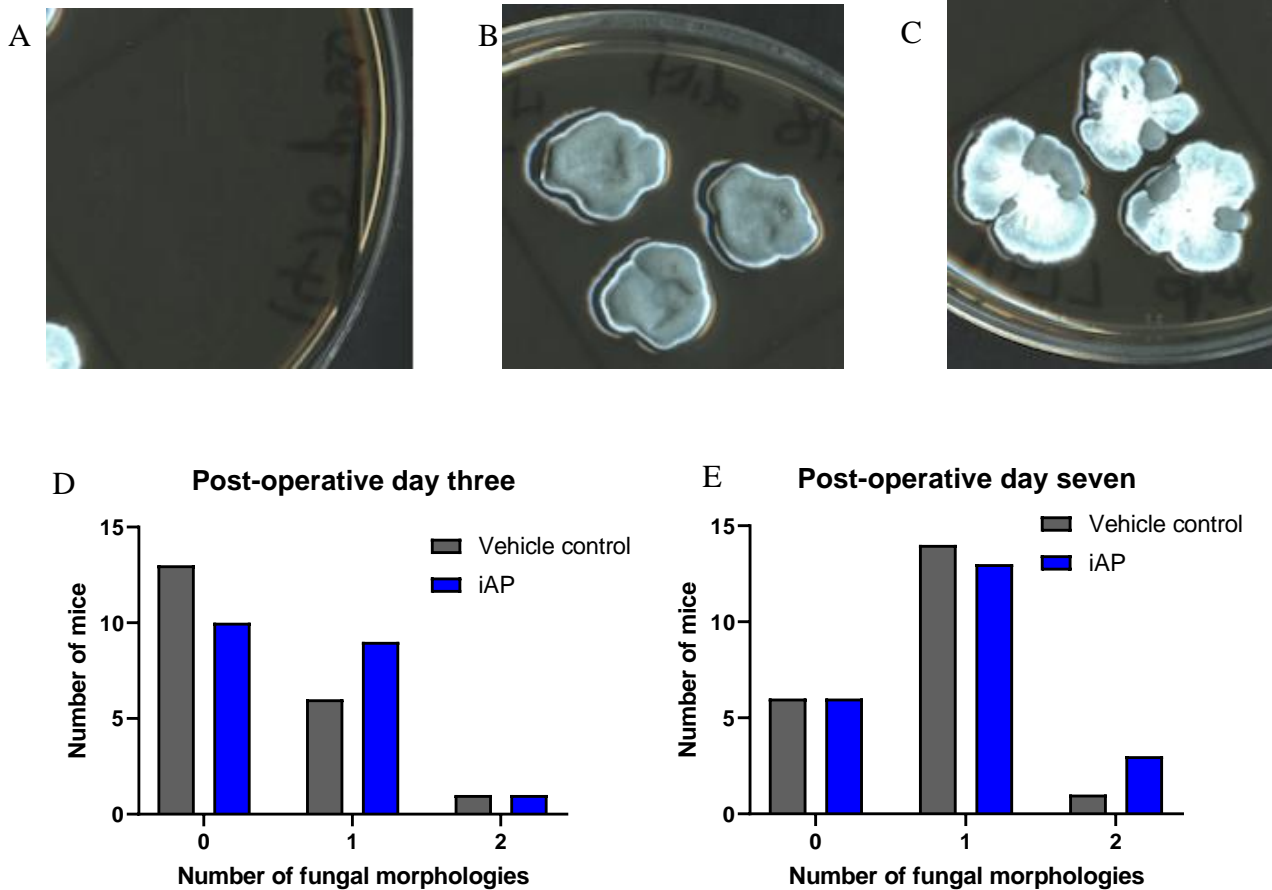 A
B
C
D
Post-operative day three
Vehicle control
iAP
15
10
5
0
Number of mice
0 1 2
Number of fungal morphologies
E
Post-operative day seven
Vehicle control
iAP
15
10
5
0
Number of mice
0 1 2
Number of fungal morphologies